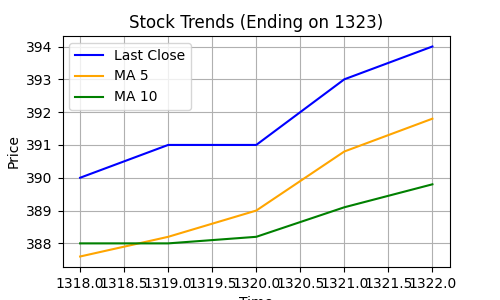 Stock Trends (Ending on 1323)
394
393
392
391
390
389
388
Price
Last Close
MA 5
MA 10
1318.0 1318.5 1319.0 1319.5 1320.0 1320.5 1321.0 1321.5 1322.0
Time